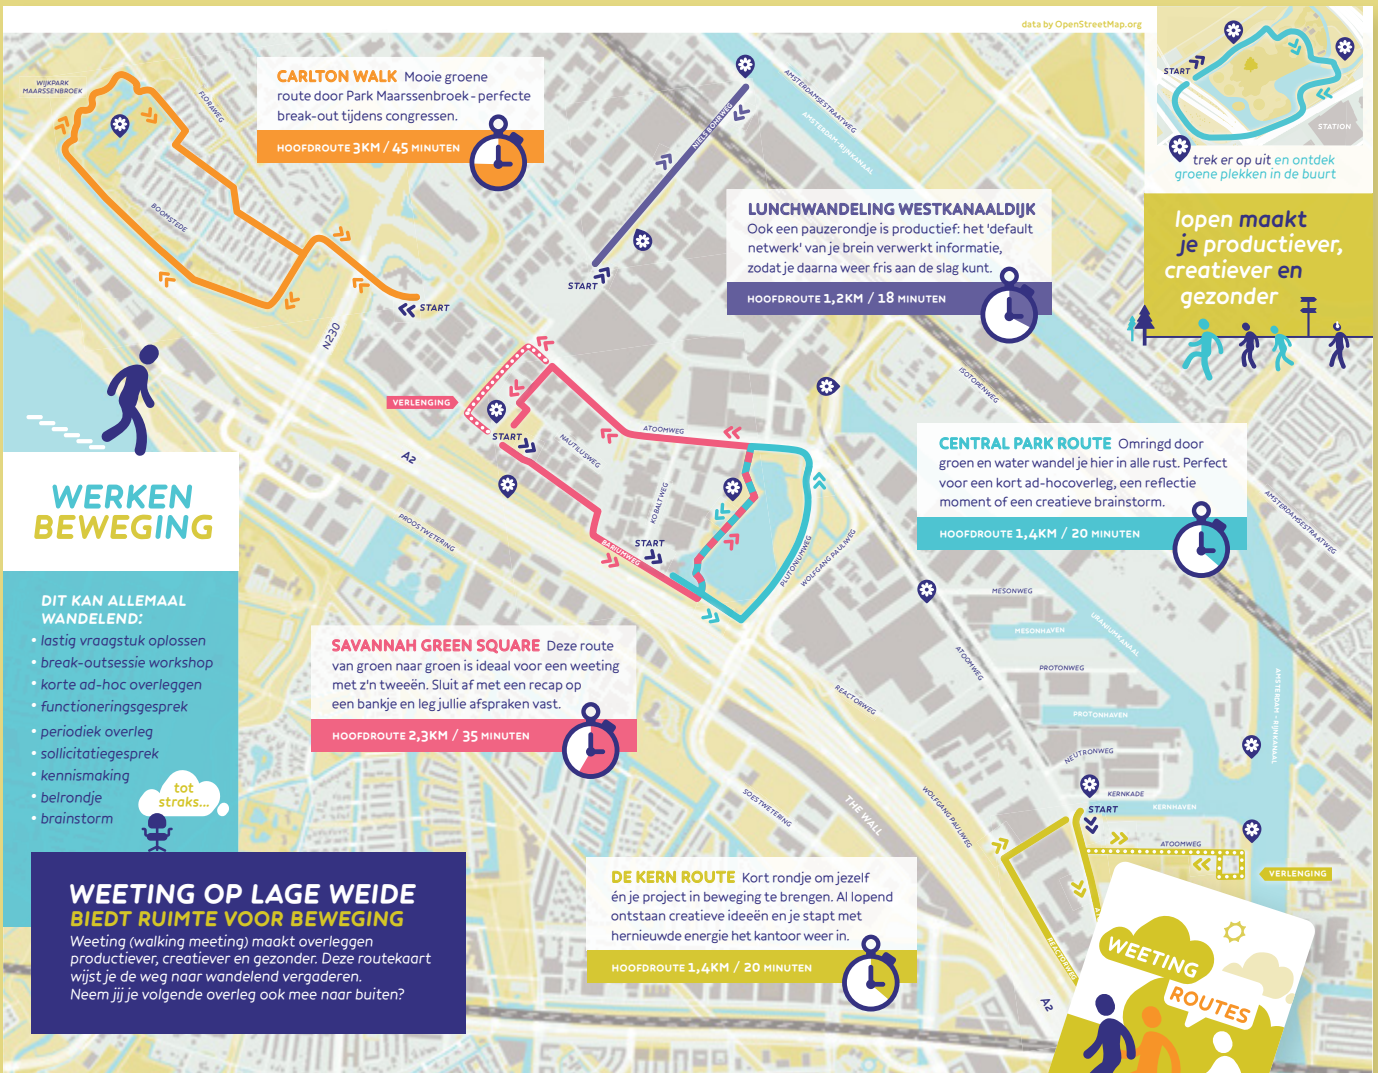 data by OpenStreetMap.org
WIJKPARK
MAARSSENBROEK
FLORAWEG
BOOMSTEDE
START
N230
CARLTON WALK Mooie groene
route door Park Maarssenbroek - perfecte
break-out tijdens congressen.
HOOFDROUTE 3KM / 45 MINUTEN
NIELS BOHRWEG
START
AMSTERDAMSESTRAATWEG
AMSTERDAM-RIJNKANAAL
LUNCHWANDELING WESTKANAALDIJK
Ook een pauzerondje is productief: het 'default
netwerk' van je brein verwerkt informatie,
zodat je daarna weer fris aan de slag kunt.
HOOFDROUTE 1,2KM / 18 MINUTEN
START
STATION
trek er op uit en ontdek
groene plekken in de buurt
lopen maakt
je productiever,
creatiever en
gezonder
ISOTOPENWEG
VERLENGING
START
ATOOMWEG
NAUTILUSWEG
KOBALTWEG
A2
PROOSTWETERING
START
BARIUMWEG
PLUTONIUMWEG
WOLFGANG PAULIWEG
CENTRAL PARK ROUTE Omringd door
groen en water wandel je hier in alle rust. Perfect
voor een kort ad-hocoverleg, een reflectie
moment of een creatieve brainstorm.
HOOFDROUTE 1,4KM / 20 MINUTEN
AMSTERDAMSESTRAATWEG
WERKEN
BEWEGING
DIT KAN ALLEMAAL
WANDELEND:
• lastig vraagstuk oplossen
• break-outsessie workshop
• korte ad-hoc overleggen
• functioneringsgesprek
• periodiek overleg
• sollicitatiegesprek
• kennismaking
• belrondje
• brainstorm
tot
straks...
SAVANNAH GREEN SQUARE Deze route
van groen naar groen is ideaal voor een weeting
met z'n tweeën. Sluit af met een recap op
een bankje en leg jullie afspraken vast.
HOOFDROUTE 2,3KM / 35 MINUTEN
MESONWEG
MESONHAVEN
URANIUMKANAAL
ATOOMWEG
PROTONWEG
REACTORWEG
PROTONHAVEN
AMSTERDAM - RIJNKANAAL
NEUTRONWEG
SOESTWETERING
THE WALL
WOLFGANG PAULIWEG
KERNKADE
START
KERNHAVEN
ATOOMWEG
VERLENGING
REACTORWEG
A2
DE KERN ROUTE Kort rondje om jezelf
én je project in beweging te brengen. Al lopend
ontstaan creatieve ideeën en je stapt met
hernieuwde energie het kantoor weer in.
HOOFDROUTE 1,4KM / 20 MINUTEN
WEETING OP LAGE WEIDE
BIEDT RUIMTE VOOR BEWEGING
Weeting (walking meeting) maakt overleggen
productiever, creatiever en gezonder. Deze routekaart
wijst je de weg naar wandelend vergaderen.
Neem jij je volgende overleg ook mee naar buiten?
WEETING
ROUTES